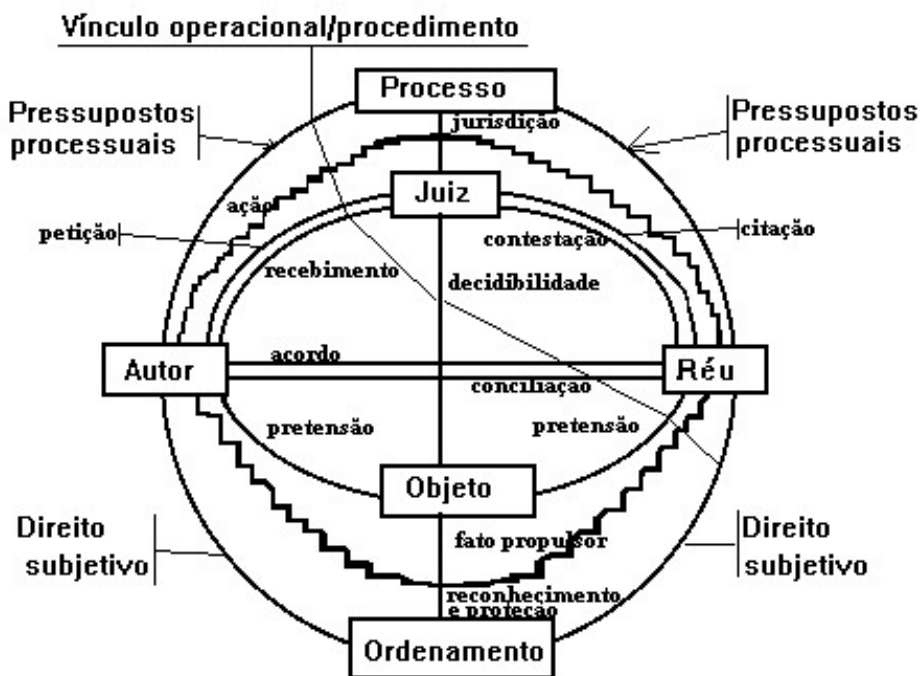 Vínculo operacional/procedimento
Processo
Pressupostos
processuais
jurisdição
Pressupostos
processuais
Juiz
ação
petição
contestação
citação
recebimento
decidibilidade
Autor
acordo
conciliação
Réu
pretensão
pretensão
Objeto
Direito
subjetivo
fato propulsor
Direito
subjetivo
reconhecimento
e proteção
Ordenamento